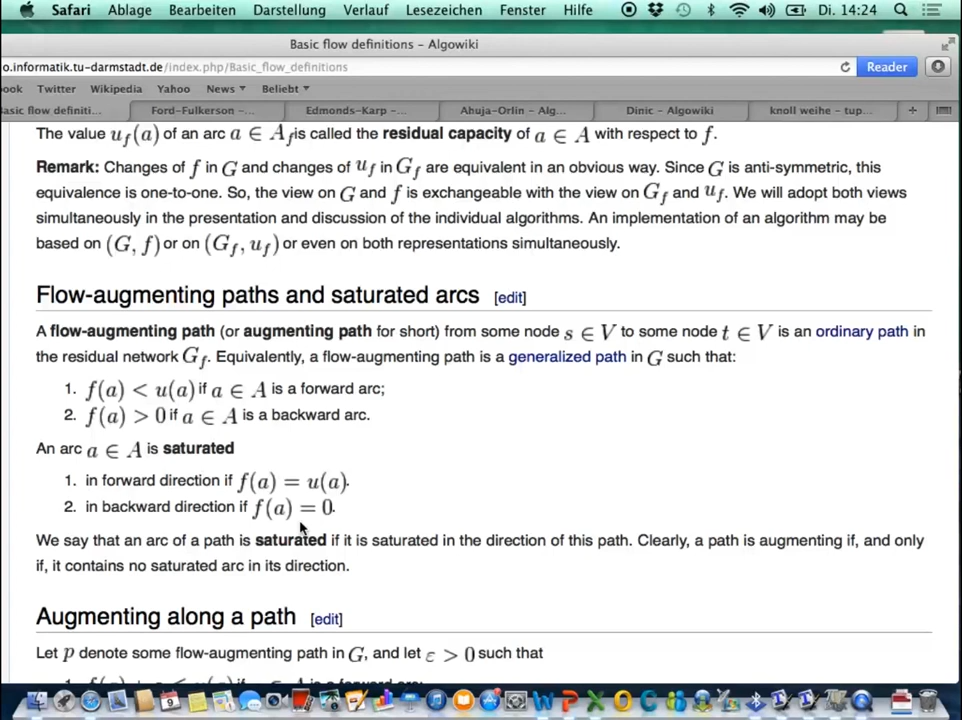 Safari Ablage Bearbeiten Darstellung Verlauf Lesezeichen Fenster Hilfe Di. 14:24
Basic flow definitions – Algowiki
o.informatik.tu-darmstadt.de/index.php/Basic_flow_definitions Reader
ook Twitter Wikipedia Yahoo News ▼ Beliebt ▼
asic flow definiti... Ford-Fulkerson – ... Edmonds-Karp – ... Ahuja-Orlin – Alg... Dinic – Algowiki knoll weihe – tup... +
The value u_f(a) of an arc a ∈ A_f is called the residual capacity of a ∈ A with respect to f.
Remark: Changes of f in G and changes of u_f in G_f are equivalent in an obvious way. Since G is anti-symmetric, this
equivalence is one-to-one. So, the view on G and f is exchangeable with the view on G_f and u_f. We will adopt both views
simultaneously in the presentation and discussion of the individual algorithms. An implementation of an algorithm may be
based on (G, f) or on (G_f, u_f) or even on both representations simultaneously.
Flow-augmenting paths and saturated arcs [edit]
A flow-augmenting path (or augmenting path for short) from some node s ∈ V to some node t ∈ V is an ordinary path in
the residual network G_f. Equivalently, a flow-augmenting path is a generalized path in G such that:
1. f(a) < u(a) if a ∈ A is a forward arc;
2. f(a) > 0 if a ∈ A is a backward arc.
An arc a ∈ A is saturated
1. in forward direction if f(a) = u(a).
2. in backward direction if f(a) = 0.
We say that an arc of a path is saturated if it is saturated in the direction of this path. Clearly, a path is augmenting if, and only
if, it contains no saturated arc in its direction.
Augmenting along a path [edit]
Let p denote some flow-augmenting path in G, and let ε > 0 such that